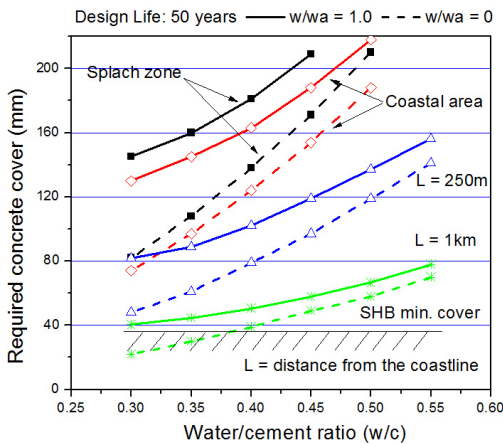 Design Life: 50 years w/wa = 1.0 w/wa = 0
Required concrete cover (mm)
200
160
120
80
40
0
Splach zone
Coastal area
L = 250m
L = 1km
SHB min. cover
L = distance from the coastline
0.25 0.30 0.35 0.40 0.45 0.50 0.55 0.60
Water/cement ratio (w/c)